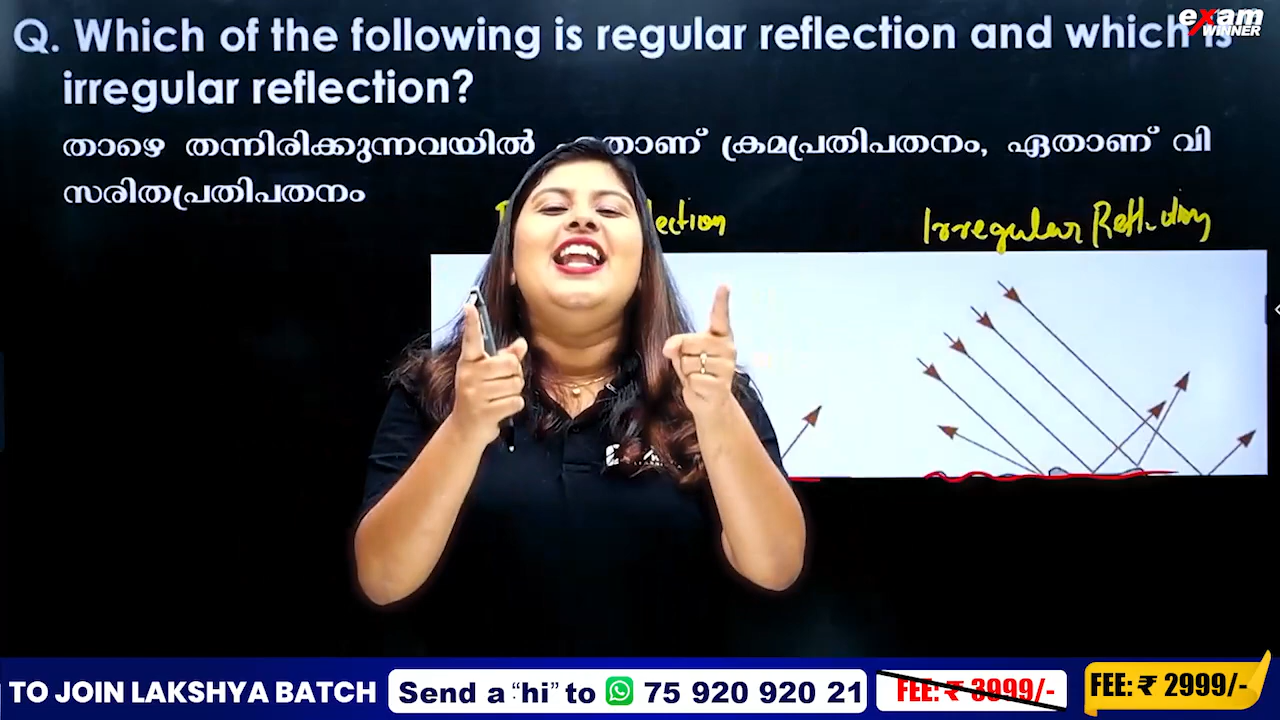 exam
WINNER
Q. Which of the following is regular reflection and which is
irregular reflection?
താഴെ തന്നിരിക്കുന്നവയിൽ ക്രമപ്രതിപതനം, ഏതാണ് വി
സരിതപ്രതിപതനം
Irregular Reflection
TO JOIN LAKSHYA BATCH Send a “hi” to 75 920 920 21 FEE: ₹ 3999/- FEE: ₹ 2999/-